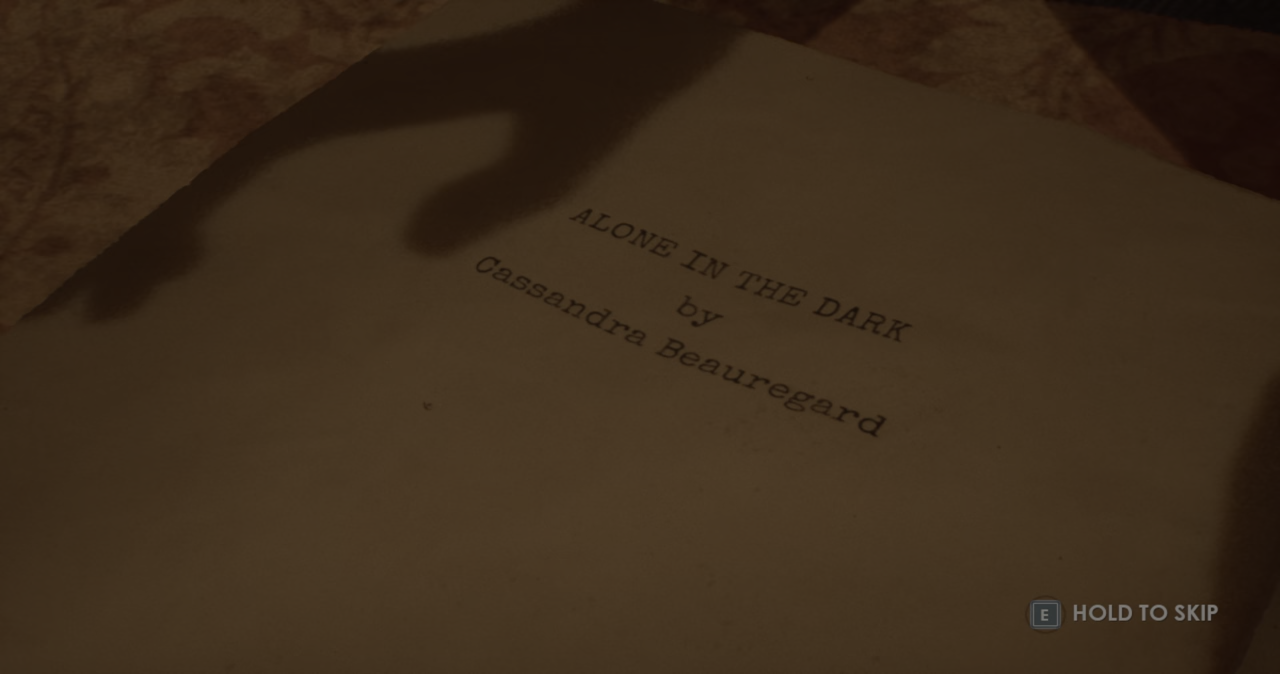 ALONE IN THE DARK
by
Cassandra Beauregard
E HOLD TO SKIP